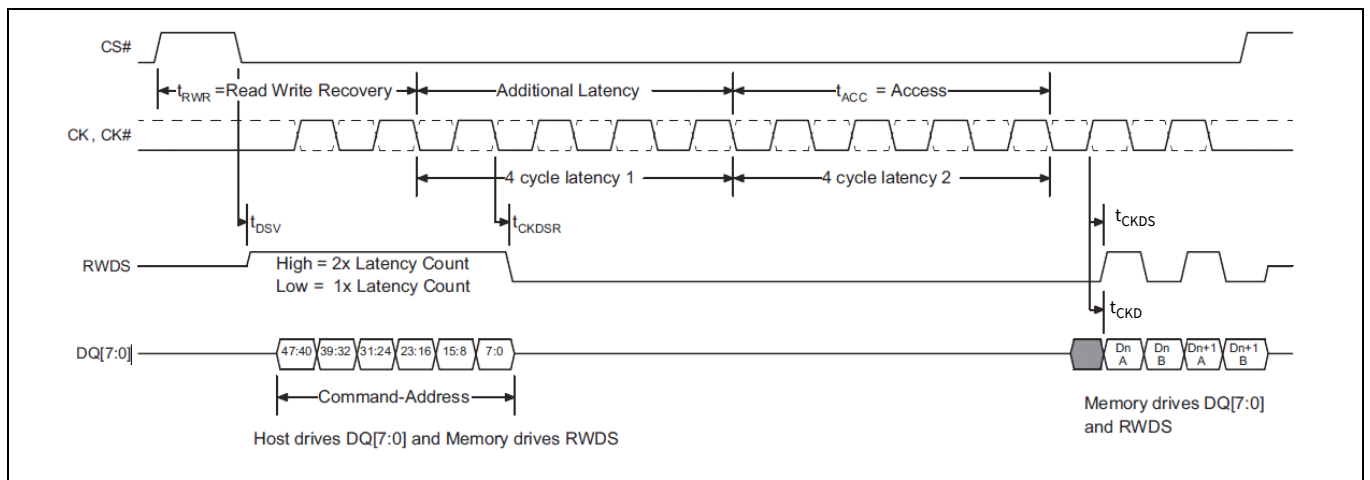 CS#
tRWR =Read Write Recovery
Additional Latency
tACC = Access
CK , CK#
4 cycle latency 1
4 cycle latency 2
tDSV
tCKDSR
tCKDS
RWDS
High = 2x Latency Count
Low = 1x Latency Count
tCKD
DQ[7:0]
47:40 39:32 31:24 23:16 15:8 7:0
Dn A
Dn B
Dn+1 A
Dn+1 B
Command-Address
Memory drives DQ[7:0]
and RWDS
Host drives DQ[7:0] and Memory drives RWDS